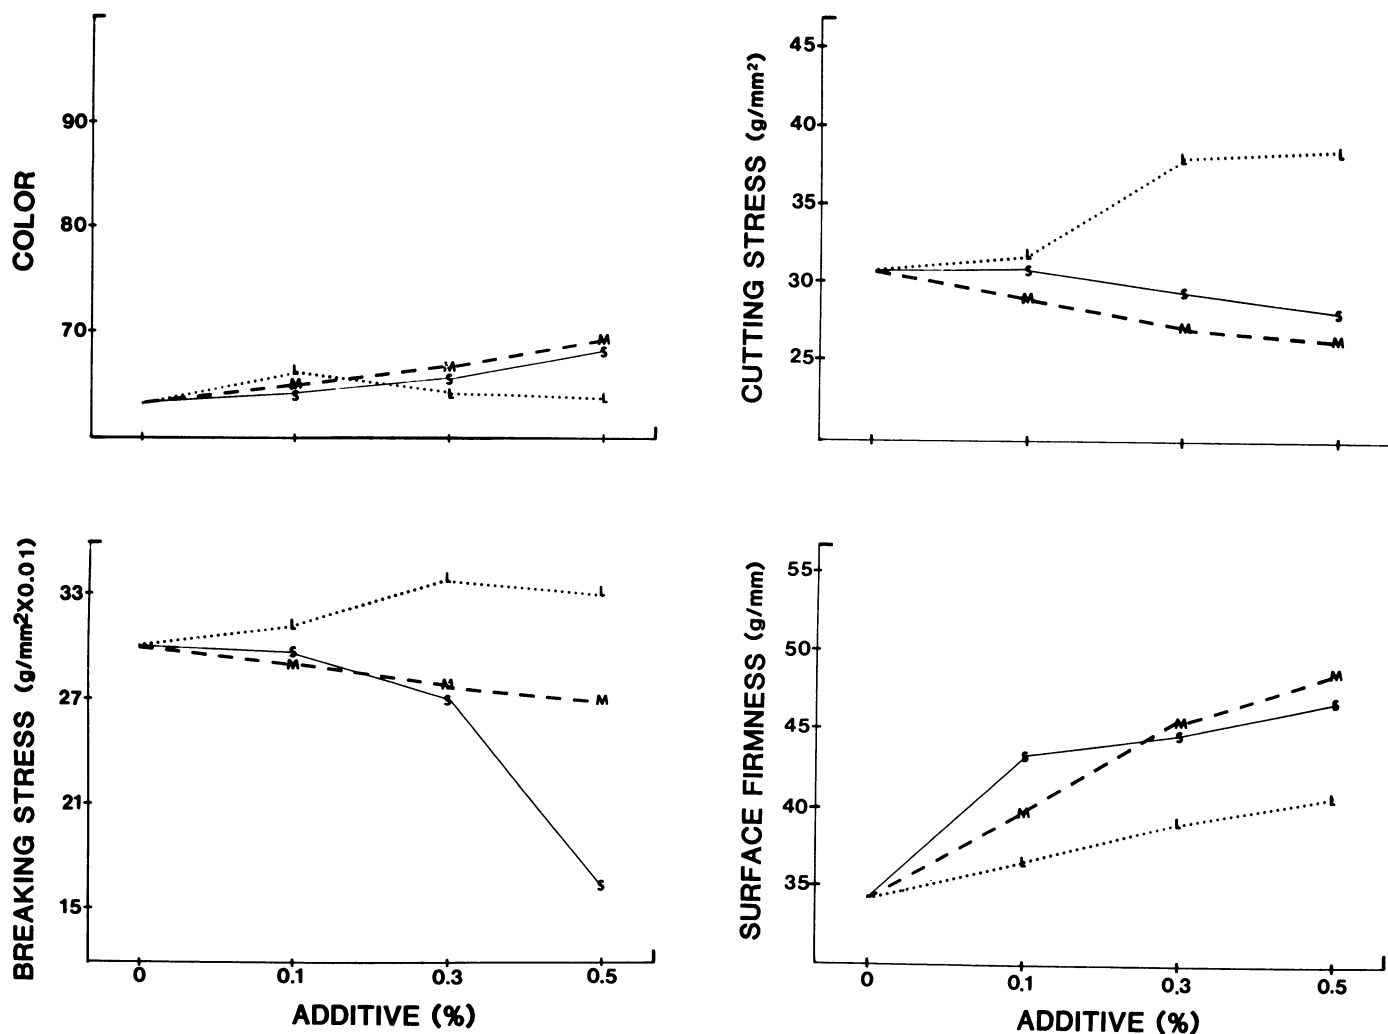 COLOR
90
80
70
L
M
S
M
S
L
M
S
L
CUTTING STRESS (g/mm²)
45
40
35
30
25
L
S
M
L
S
M
L
S
M
BREAKING STRESS (g/mm²X0.01)
33
27
21
15
L
S
M
L
M
S
L
M
S
0 0.1 0.3 0.5
ADDITIVE (%)
SURFACE FIRMNESS (g/mm)
55
50
45
40
35
S
M
L
M
S
L
M
S
L
0 0.1 0.3 0.5
ADDITIVE (%)